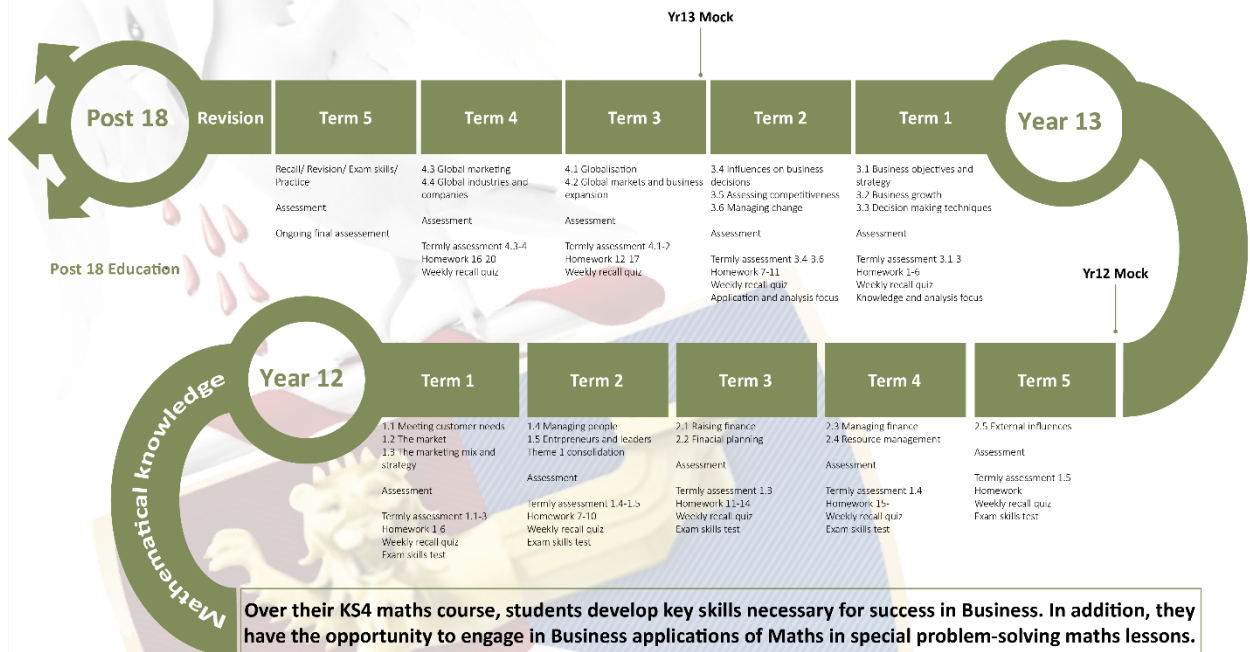 Yr13 Mock
Post 18
Revision
Term 5
Term 4
Term 3
Term 2
Term 1
Year 13
Recall/ Revision/ Exam skills/
Practice
Assessment
Ongoing final assessement
4.3 Global marketing
4.4 Global industries and
companies
Assessment
Termly assessment 4.3-4
Homework 16-20
Weekly recall quiz
4.1 Globalisation
4.2 Global markets and business
expansion
Assessment
Termly assessment 4.1-2
Homework 12-17
Weekly recall quiz
3.4 Influences on business
decisions
3.5 Assessing competitiveness
3.6 Managing change
Assessment
Termly assessment 3.4-3.6
Homework 7-11
Weekly recall quiz
Application and analysis focus
3.1 Business objectives and
strategy
3.2 Business growth
3.3 Decision making techniques
Assessment
Termly assessment 3.1-3
Homework 1-6
Weekly recall quiz
Knowledge and analysis focus
Post 18 Education
Yr12 Mock
Mathematical knowledge
Year 12
Term 1
Term 2
Term 3
Term 4
Term 5
1.1 Meeting customer needs
1.2 The market
1.3 The marketing mix and
strategy
Assessment
Termly assessment 1.1-3
Homework 1-6
Weekly recall quiz
Exam skills test
1.4 Managing people
1.5 Entrpreneurs and leaders
Theme 1 consolidation
Assessment
Termly assessment 1.4-1.5
Homework 7-10
Weekly recall quiz
Exam skills test
2.1 Raising finance
2.2 Finacial planning
Assessment
Termly assessment 1.3
Homework 11-14
Weekly recall quiz
Exam skills test
2.3 Managing finance
2.4 Resource management
Assessment
Termly assessment 1.4
Homework 15-
Weekly recall quiz
Exam skills test
2.5 External influences
Assessment
Termly assessment 1.5
Homework
Weekly recall quiz
Exam skills test
Over their KS4 maths course, students develop key skills necessary for success in Business. In addition, they
have the opportunity to engage in Business applications of Maths in special problem-solving maths lessons.